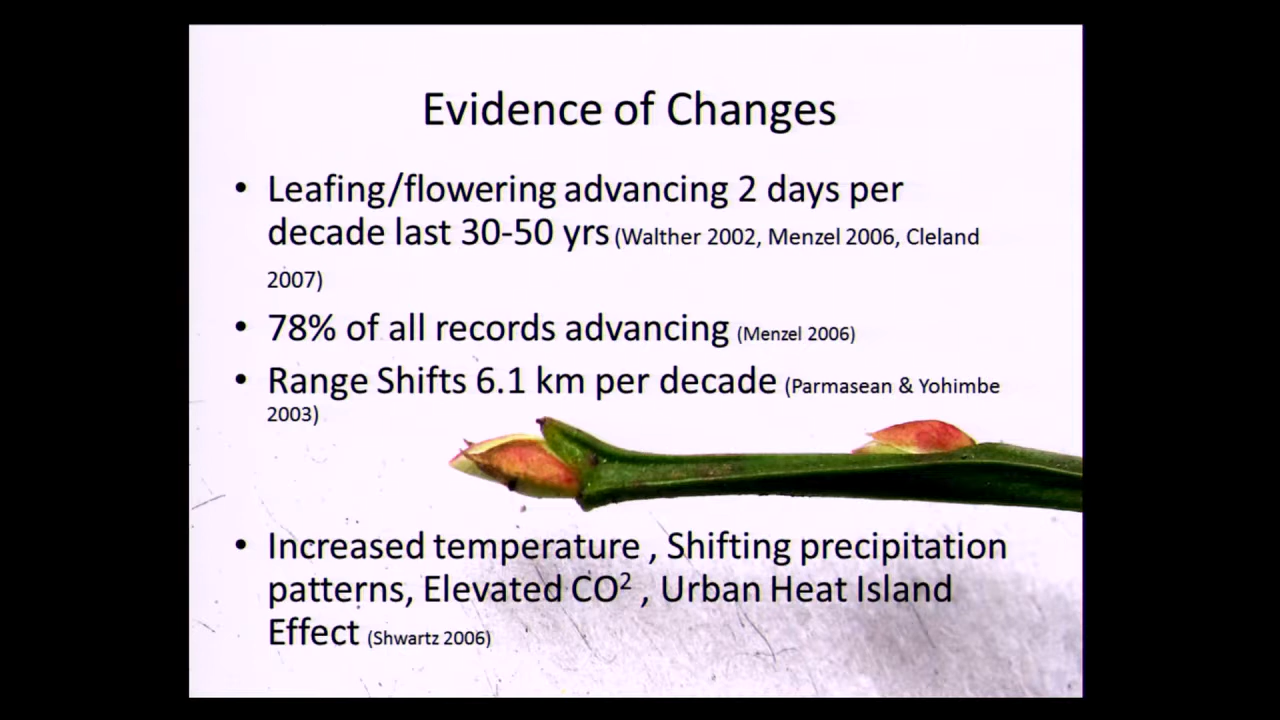 Evidence of Changes
• Leafing/flowering advancing 2 days per
decade last 30-50 yrs (Walther 2002, Menzel 2006, Cleland
2007)
• 78% of all records advancing (Menzel 2006)
• Range Shifts 6.1 km per decade (Parmasean & Yohimbe
2003)
• Increased temperature , Shifting precipitation
patterns, Elevated CO² , Urban Heat Island
Effect (Shwartz 2006)